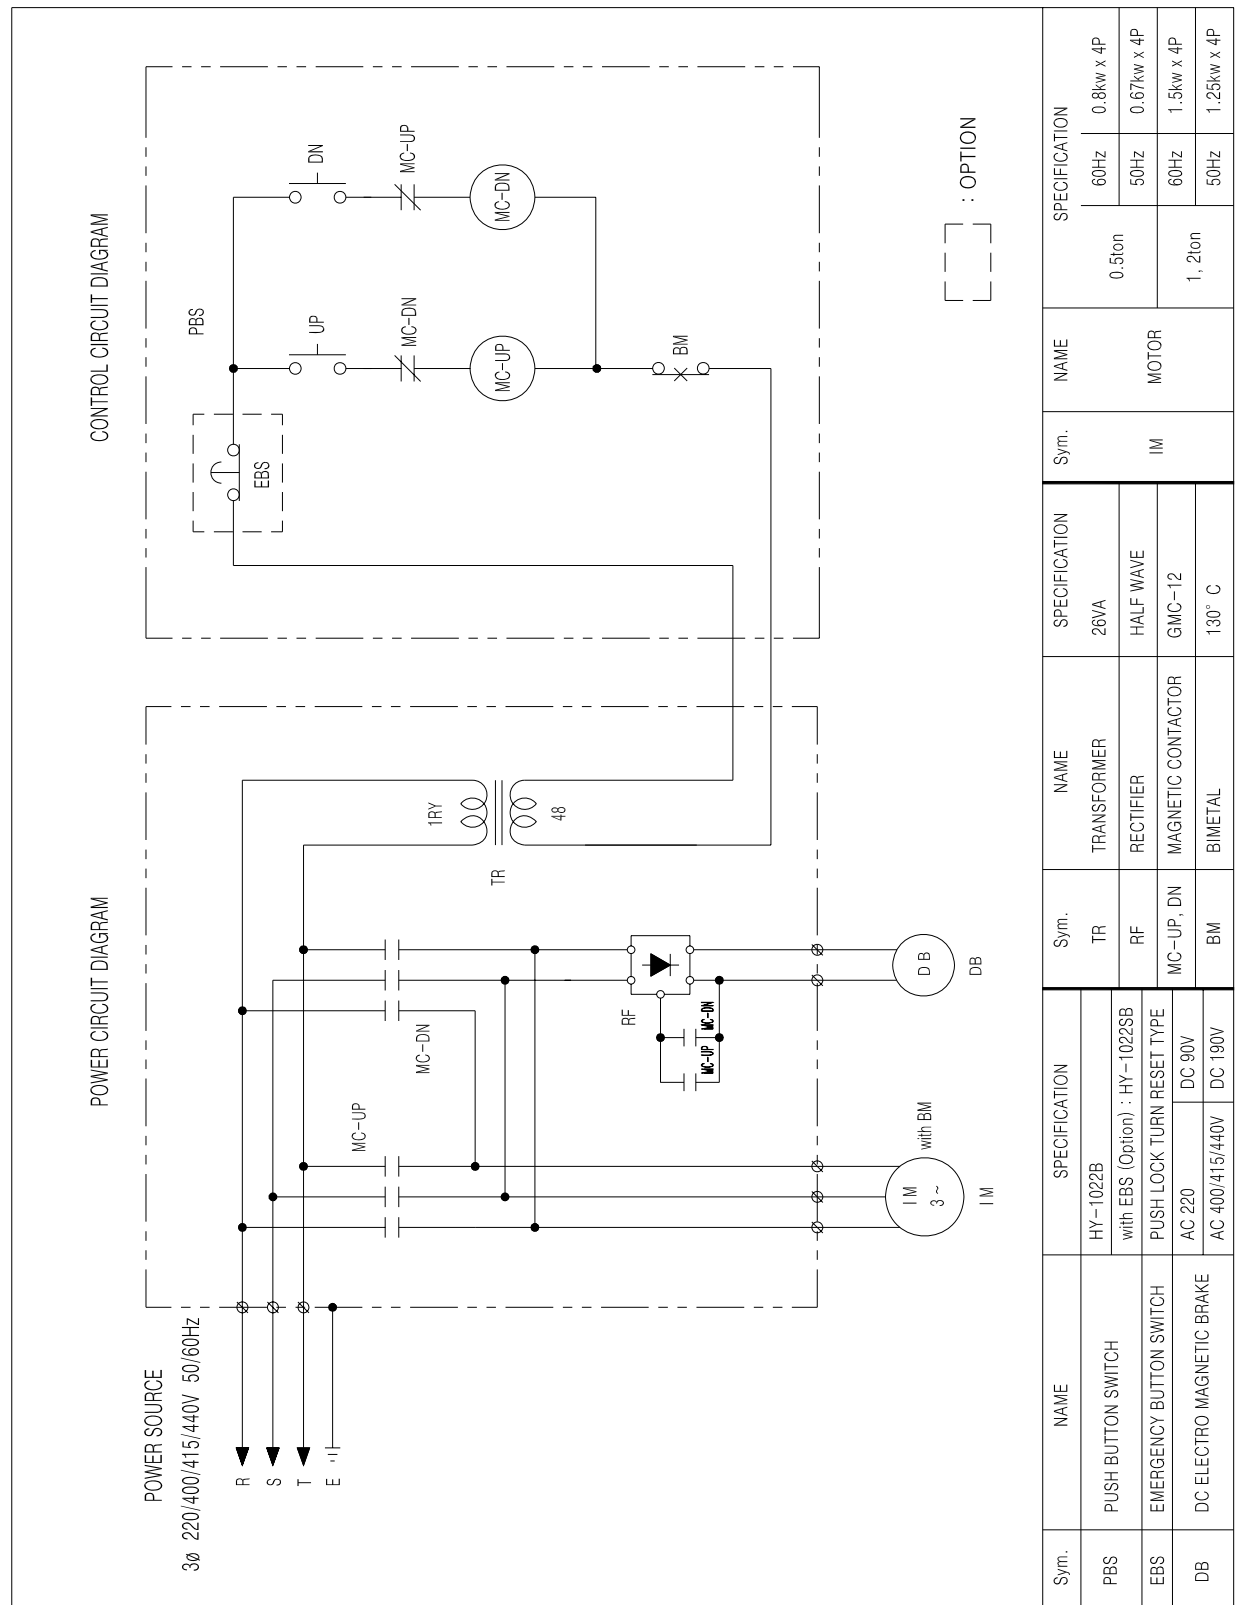 POWER SOURCE
3ø 220/400/415/440V 50/60Hz
R
S
T
E
POWER CIRCUIT DIAGRAM
MC-UP
MC-DN
1RY
TR
48
RF
MC-UP
MC-DN
IM
3~
with BM
IM
DB
DB
CONTROL CIRCUIT DIAGRAM
EBS
PBS
UP
DN
MC-DN
MC-UP
MC-UP
MC-DN
BM
: OPTION
Sym. NAME SPECIFICATION Sym. NAME SPECIFICATION Sym. NAME SPECIFICATION
PBS PUSH BUTTON SWITCH HY-1022B
with EBS (Option) : HY-1022SB
EBS EMERGENCY BUTTON SWITCH PUSH LOCK TURN RESET TYPE
DB DC ELECTRO MAGNETIC BRAKE AC 220 DC 90V
AC 400/415/440V DC 190V
TR TRANSFORMER 26VA
RF RECTIFIER HALF WAVE
MC-UP, DN MAGNETIC CONTACTOR GMC-12
BM BIMETAL 130° C
IM MOTOR 0.5ton 60Hz 0.8kw x 4P
50Hz 0.67kw x 4P
1, 2ton 60Hz 1.5kw x 4P
50Hz 1.25kw x 4P